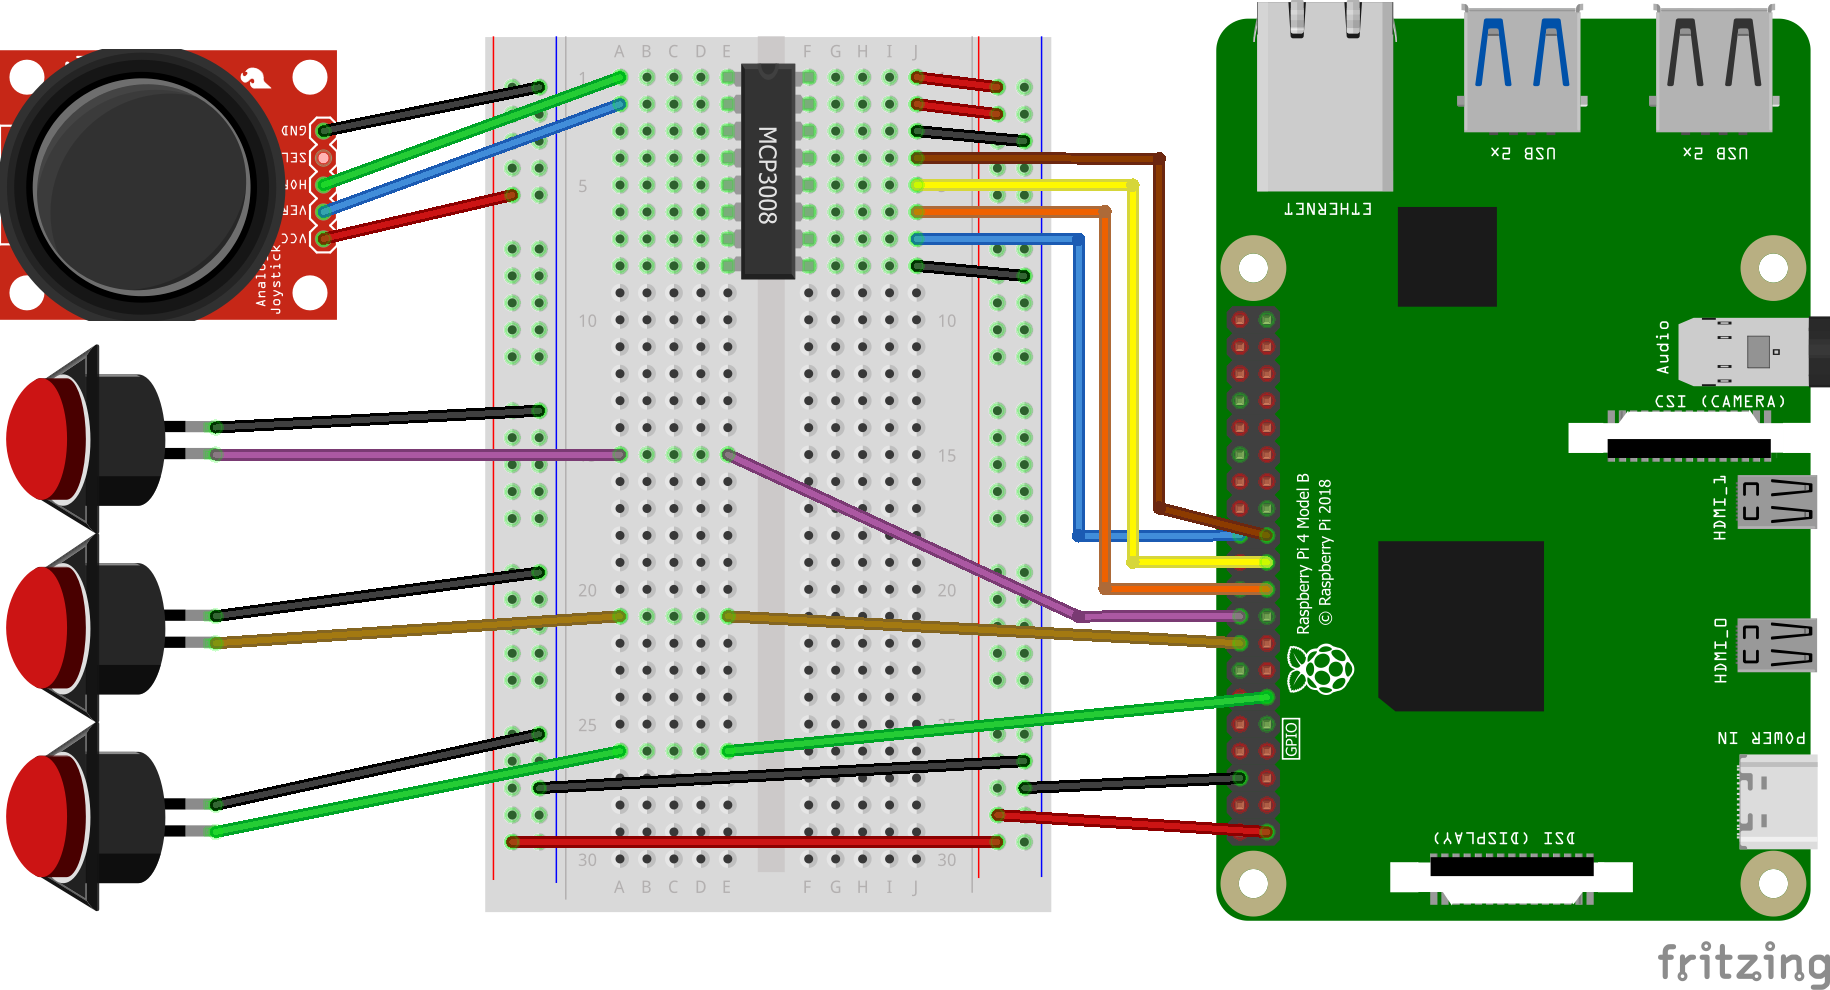 GND
SEL
HOR
VER
VCC
Analog
Joystick
A B C D E F G H I J
1
5
10 10
15 15
20 20
25 25
30 30
A B C D E F G H I J
MCP3008
ETHERNET
USB 2x
USB 2x
Audio
CSI (CAMERA)
HDMI_1
HDMI_0
Raspberry Pi 4 Model B
© Raspberry Pi 2018
GPIO
POWER IN
DSI (DISPLAY)
fritzing